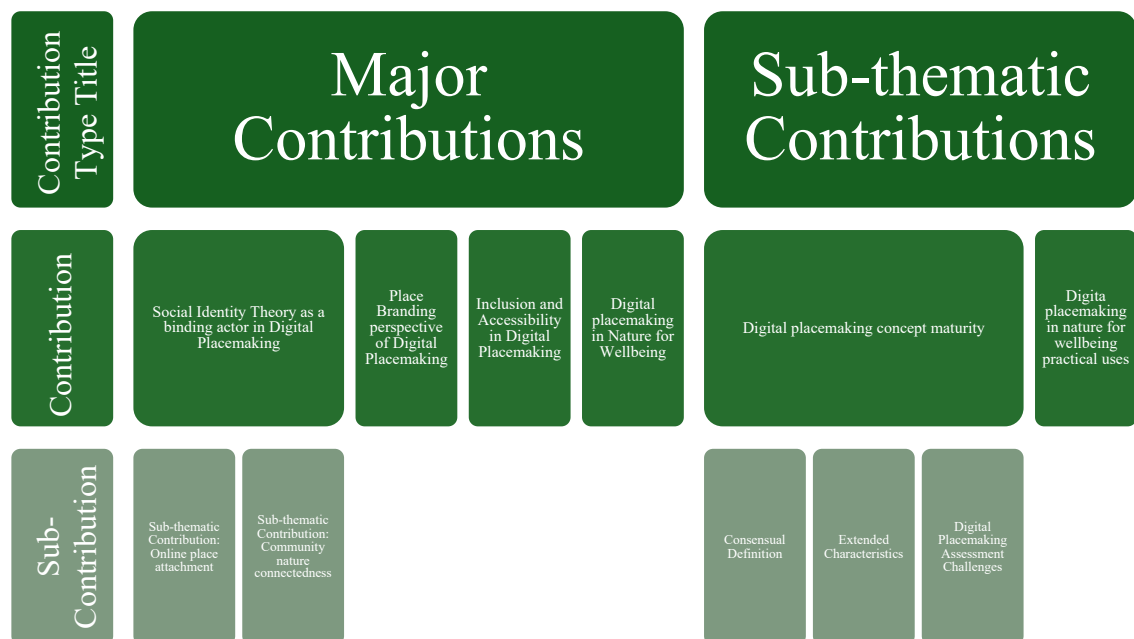 Contribution
Type Title
Major
Contributions
Sub-thematic
Contributions
Contribution
Social Identity Theory as a
binding actor in Digital
Placemaking
Place
Branding
perspective
of Digital
Placemaking
Inclusion and
Accessibility
in Digital
Placemaking
Digital
placemaking
in Nature for
Wellbeing
Digital placemaking concept maturity
Digita
placemaking
in nature for
wellbeing
practical uses
Sub-
Contribution
Sub-thematic
Contribution:
Online place
attachment
Sub-thematic
Contribution:
Community
nature
connectedness
Consensual
Definition
Extended
Characteristics
Digital
Placemaking
Assessment
Challenges